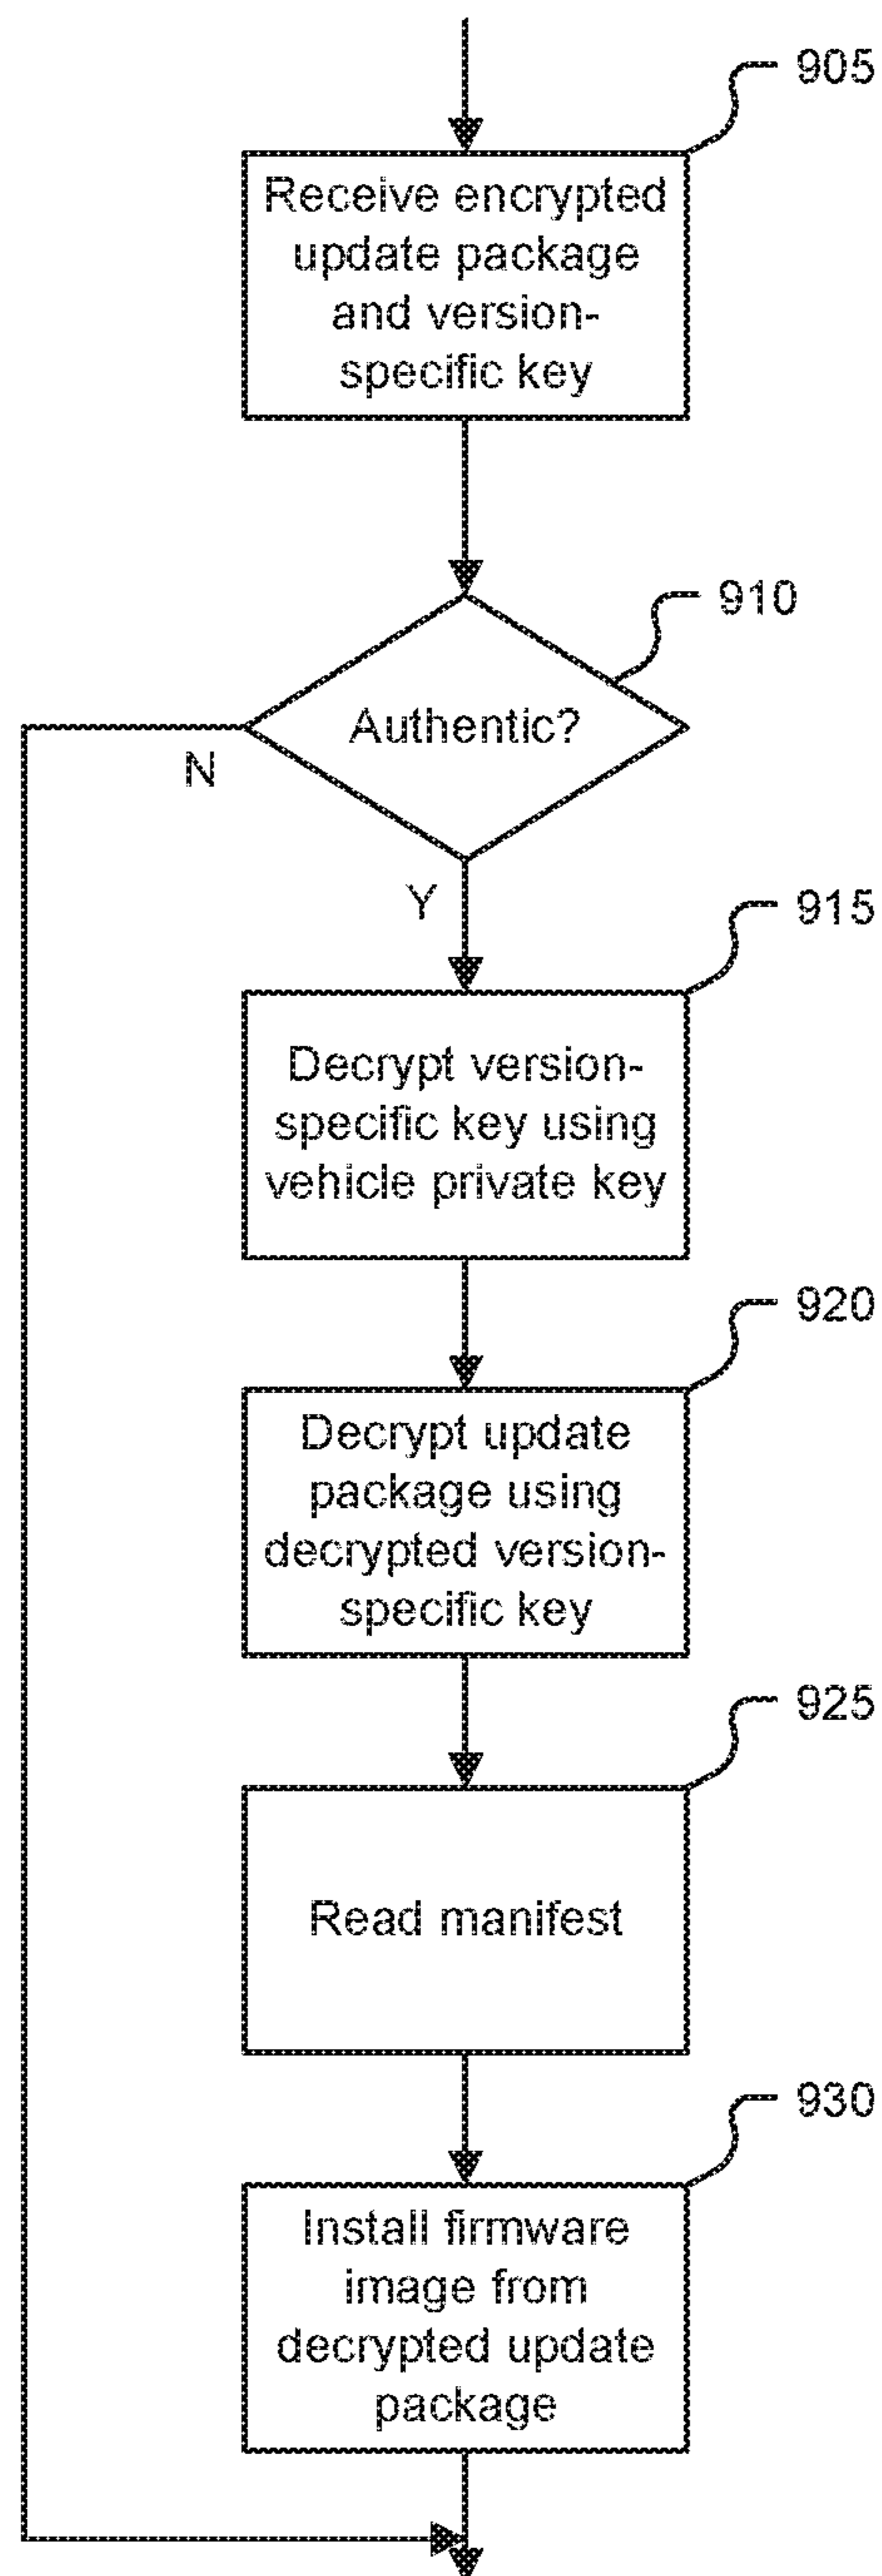 905
Receive encrypted
update package
and version-
specific key
910
Authentic?
N
Y
915
Decrypt version-
specific key using
vehicle private key
920
Decrypt update
package using
decrypted version-
specific key
925
Read manifest
930
Install firmware
image from
decrypted update
package